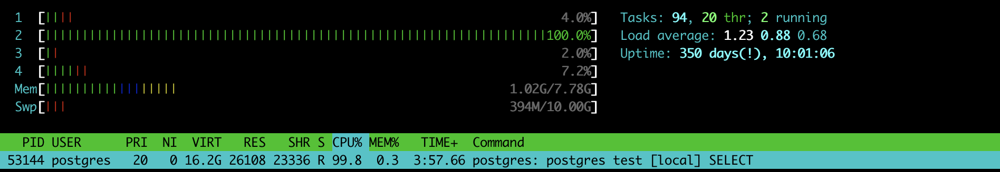 1 [|||| 4.0%] Tasks: 94, 20 thr; 2 running
2 [||||||||||||||||||||||||||||||||||||||||||||||||||||||||||||||||||||100.0%] Load average: 1.23 0.88 0.68
3 [|| 2.0%] Uptime: 350 days(!), 10:01:06
4 [|||||| 7.2%]
Mem[|||||||||||||||||| 1.02G/7.78G]
Swp[||| 394M/10.00G]
PID USER PRI NI VIRT RES SHR S CPU% MEM% TIME+ Command
53144 postgres 20 0 16.2G 26108 23336 R 99.8 0.3 3:57.66 postgres: postgres test [local] SELECT